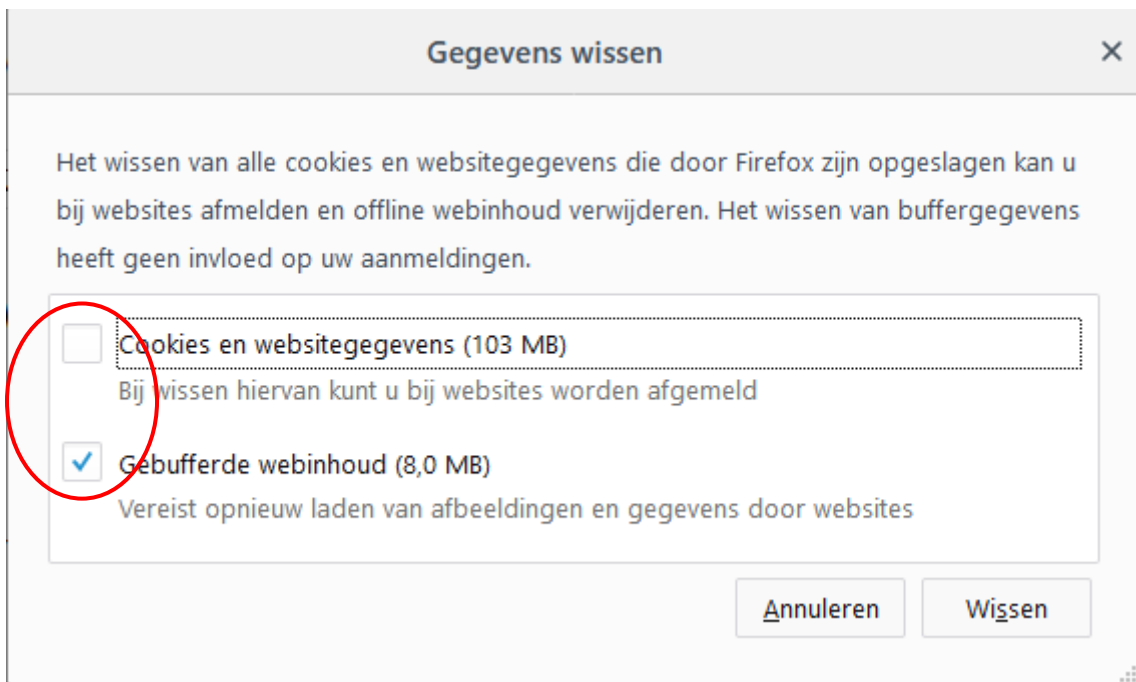 Gegevens wissen
Het wissen van alle cookies en websitegegevens die door Firefox zijn opgeslagen kan u
bij websites afmelden en offline webinhoud verwijderen. Het wissen van buffergegevens
heeft geen invloed op uw aanmeldingen.
Cookies en websitegegevens (103 MB)
Bij wissen hiervan kunt u bij websites worden afgemeld
Gebufferde webinhoud (8,0 MB)
Vereist opnieuw laden van afbeeldingen en gegevens door websites
Annuleren Wissen